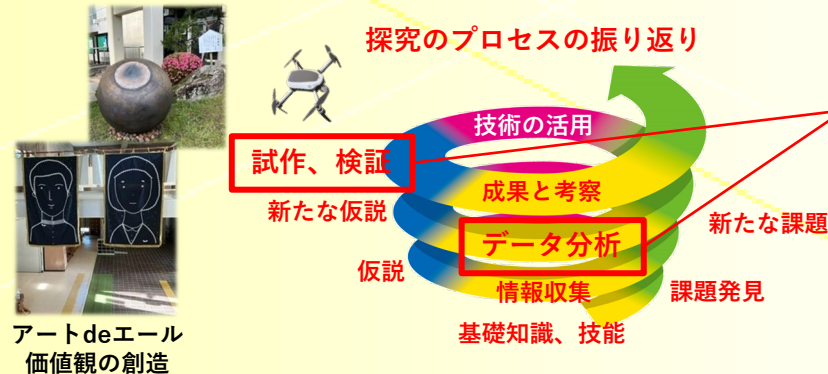 探究のプロセスの振り返り
技術の活用
試作、検証
成果と考察
新たな仮説
新たな課題
データ分析
仮説
情報収集
課題発見
基礎知識、技能
アートdeエール
価値観の創造